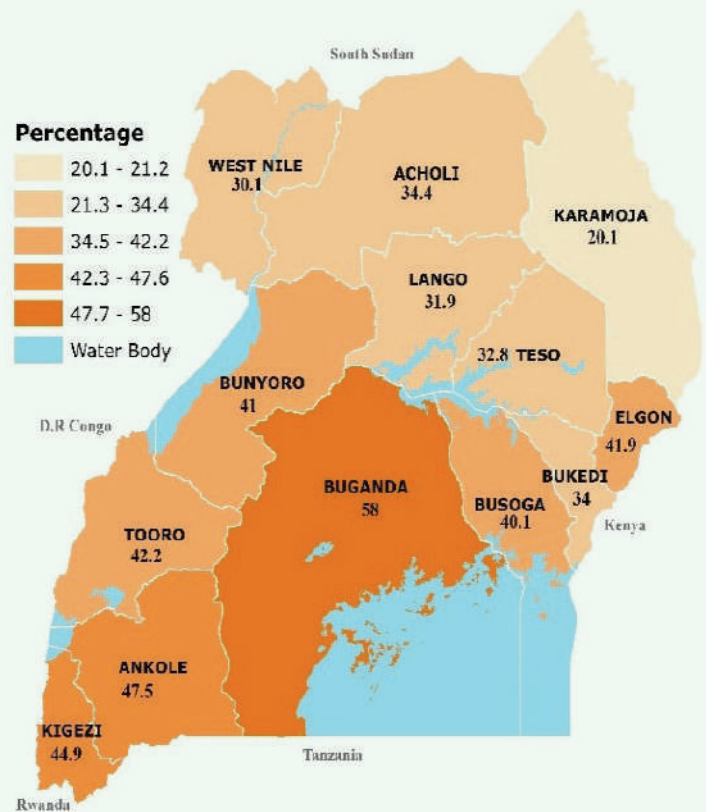 South Sudan
Percentage
20.1 - 21.2
21.3 - 34.4
34.5 - 42.2
42.3 - 47.6
47.7 - 58
Water Body
WEST NILE
30.1
ACHOLI
34.4
KARAMOJA
20.1
LANGO
31.9
32.8 TESO
BUNYORO
41
ELGON
41.9
D.R Congo
BUKEDI
34
BUGANDA
58
BUSOGA
40.1
Kenya
TOORO
42.2
ANKOLE
47.5
KIGEZI
44.9
Tanzania
Rwanda